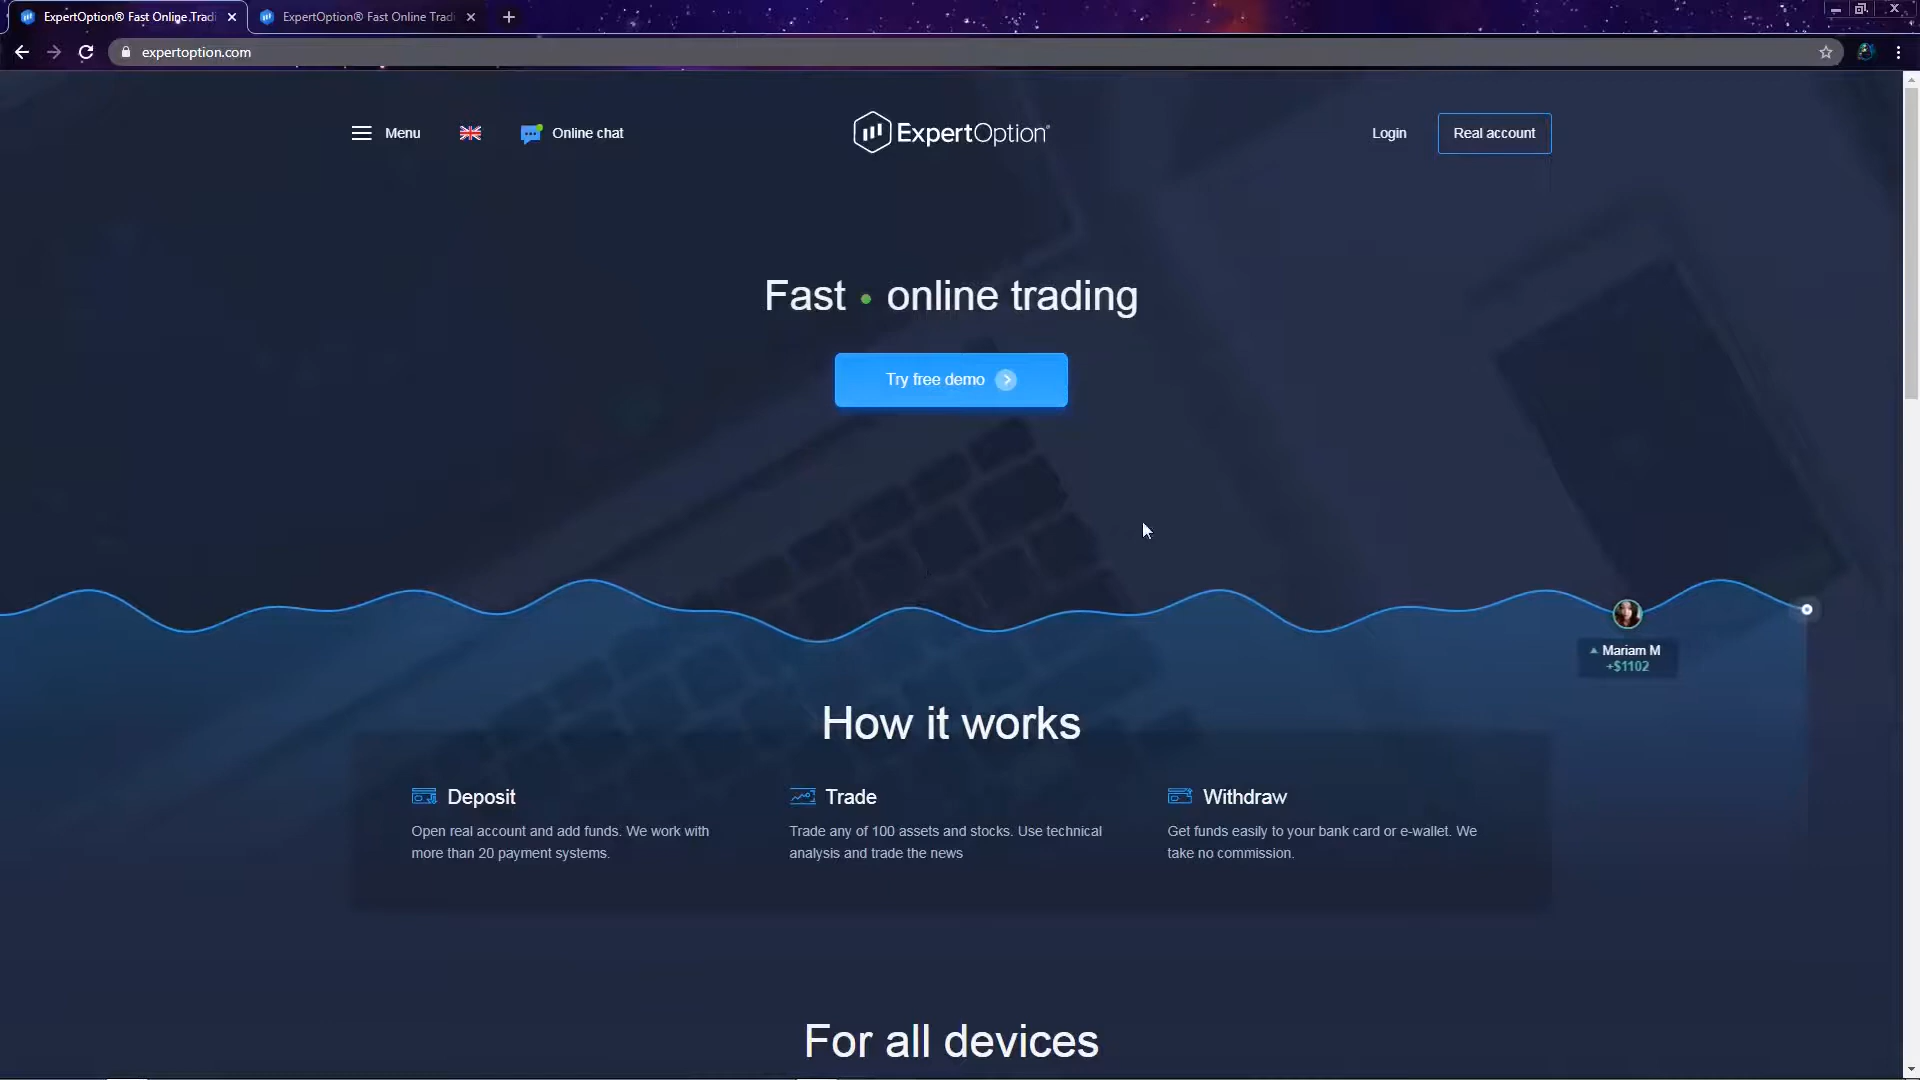 ExpertOption® Fast Online Tradi
ExpertOption® Fast Online Tradi
expertoption.com
Menu
Online chat
ExpertOption®
Login
Real account
Fast • online trading
Try free demo
Mariam M
+$1102
How it works
Deposit
Open real account and add funds. We work with
more than 20 payment systems.
Trade
Trade any of 100 assets and stocks. Use technical
analysis and trade the news
Withdraw
Get funds easily to your bank card or e-wallet. We
take no commission.
For all devices